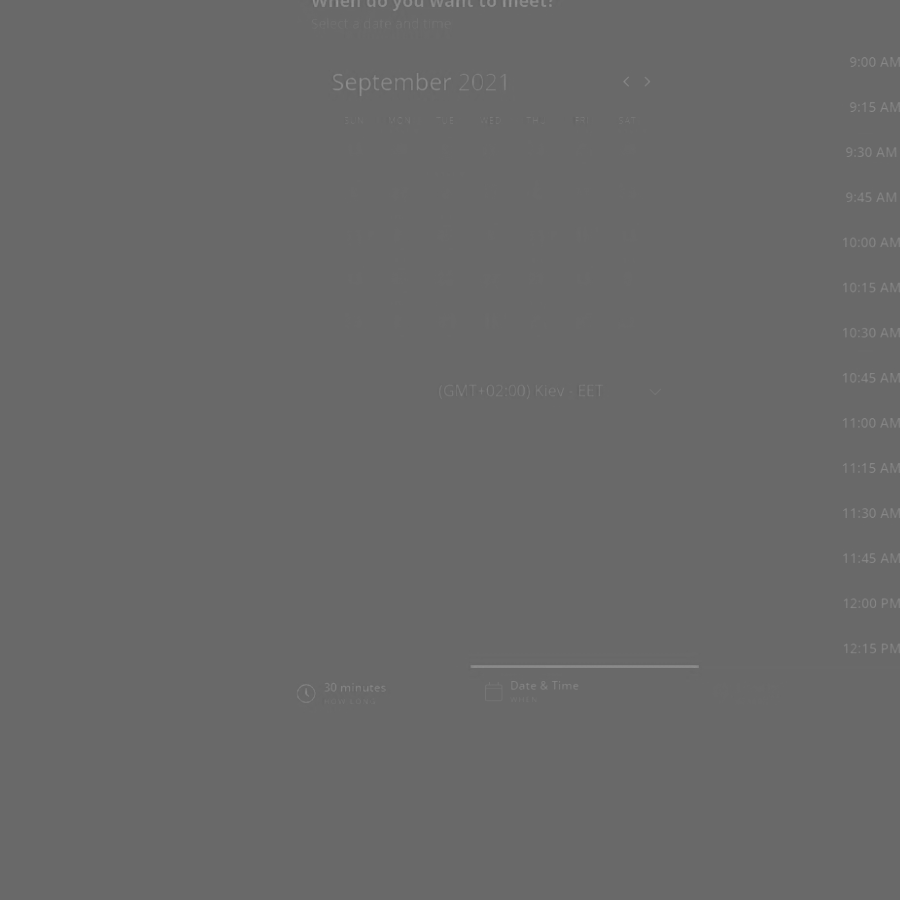 When do you want to meet?
Select a date and time
September 2021
SUN MON TUE WED THU FRI SAT
(GMT+02:00) Kiev EET
9:00 AM
9:15 AM
9:30 AM
9:45 AM
10:00 AM
10:15 AM
10:30 AM
10:45 AM
11:00 AM
11:15 AM
11:30 AM
11:45 AM
12:00 PM
12:15 PM
30 minutes
HOW LONG
Date & Time
WHEN